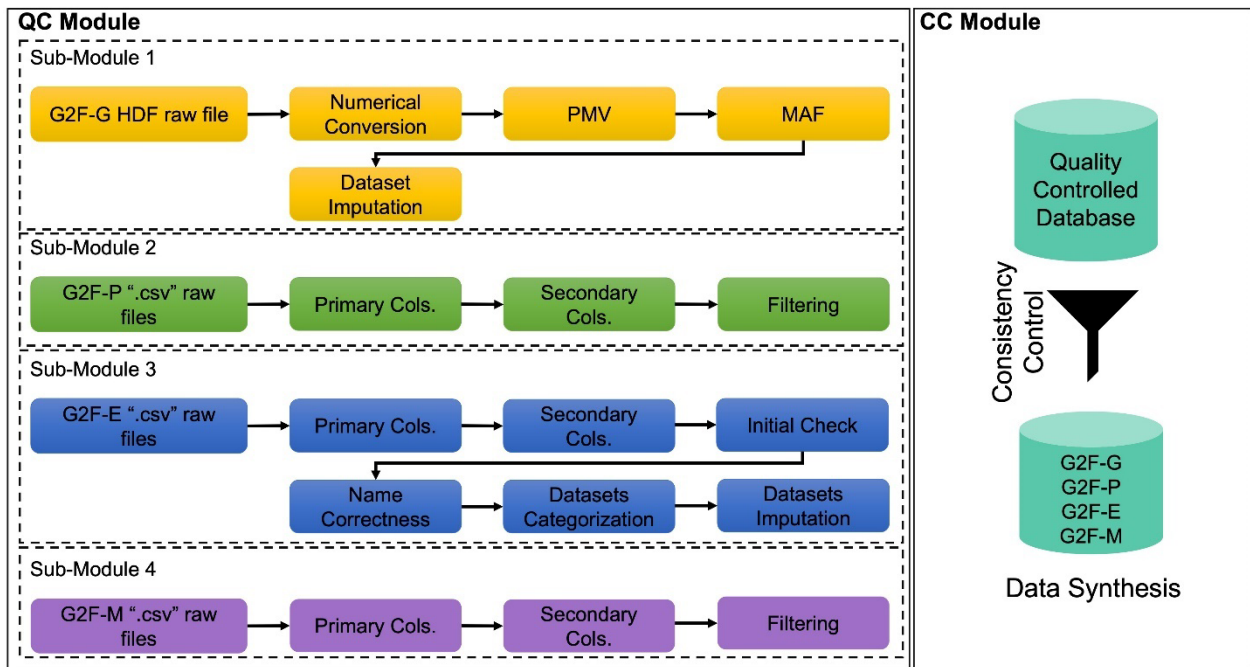 QC Module
Sub-Module 1
G2F-G HDF raw file
Numerical
Conversion
PMV
MAF
Dataset
Imputation
Sub-Module 2
G2F-P “.csv” raw
files
Primary Cols.
Secondary
Cols.
Filtering
Sub-Module 3
G2F-E “.csv” raw
files
Primary Cols.
Secondary
Cols.
Initial Check
Name
Correctness
Datasets
Categorization
Datasets
Imputation
Sub-Module 4
G2F-M “.csv” raw
files
Primary Cols.
Secondary
Cols.
Filtering
CC Module
Quality
Controlled
Database
Consistency
Control
G2F-G
G2F-P
G2F-E
G2F-M
Data Synthesis